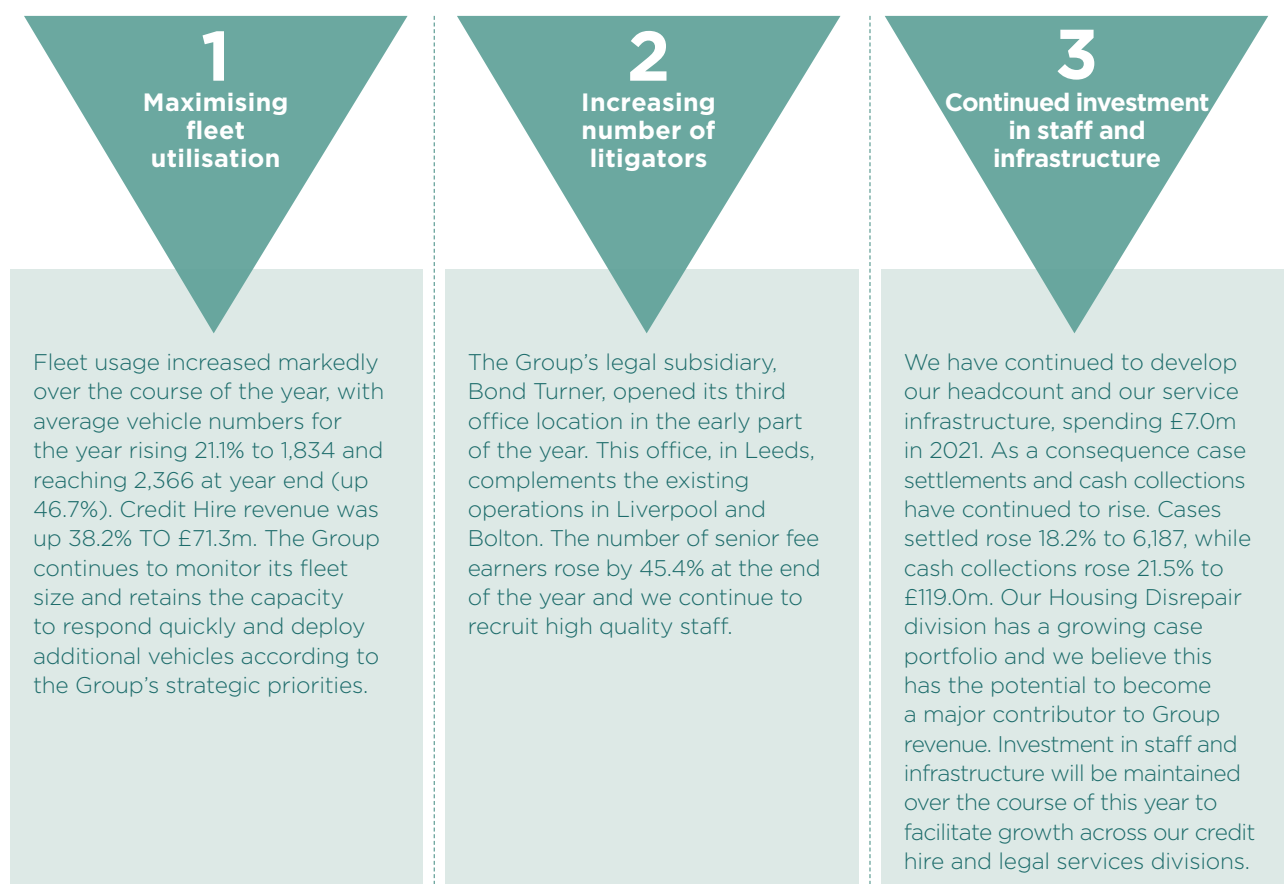 1
Maximising
fleet
utilisation
Fleet usage increased markedly
over the course of the year, with
average vehicle numbers for
the year rising 21.1% to 1,834 and
reaching 2,366 at year end (up
46.7%). Credit Hire revenue was
up 38.2% TO £71.3m. The Group
continues to monitor its fleet
size and retains the capacity
to respond quickly and deploy
additional vehicles according to
the Group’s strategic priorities.
2
Increasing
number of
litigators
The Group’s legal subsidiary,
Bond Turner, opened its third
office location in the early part
of the year. This office, in Leeds,
complements the existing
operations in Liverpool and
Bolton. The number of senior fee
earners rose by 45.4% at the end
of the year and we continue to
recruit high quality staff.
3
Continued investment
in staff and
infrastructure
We have continued to develop
our headcount and our service
infrastructure, spending £7.0m
in 2021. As a consequence case
settlements and cash collections
have continued to rise. Cases
settled rose 18.2% to 6,187, while
cash collections rose 21.5% to
£119.0m. Our Housing Disrepair
division has a growing case
portfolio and we believe this
has the potential to become
a major contributor to Group
revenue. Investment in staff and
infrastructure will be maintained
over the course of this year to
facilitate growth across our credit
hire and legal services divisions.